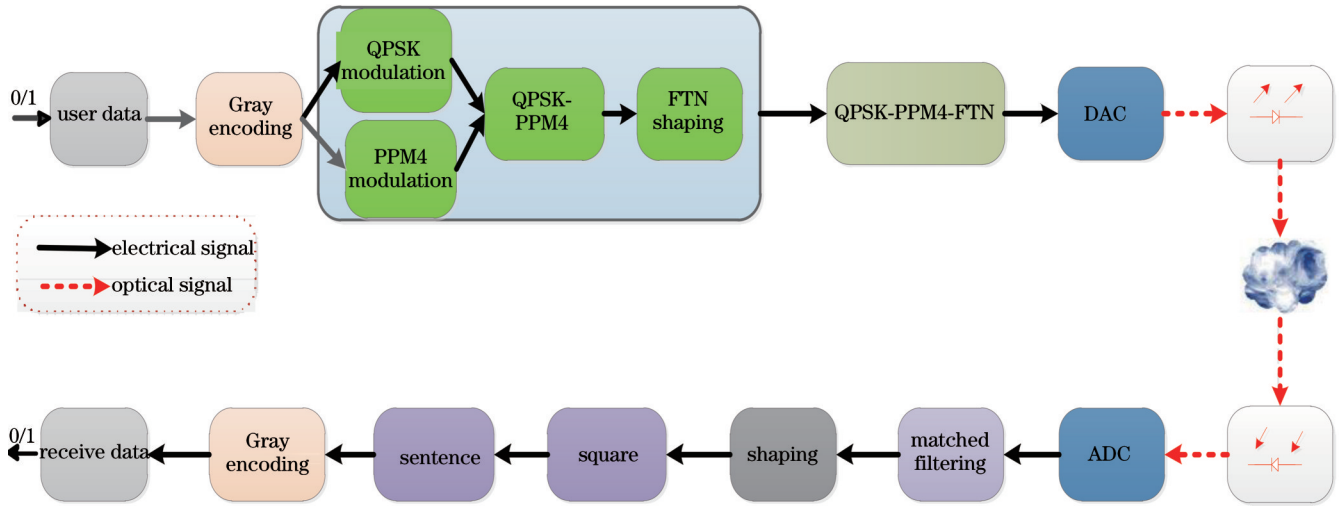 0/1
user data
Gray
encoding
QPSK
modulation
PPM4
modulation
QPSK-
PPM4
FTN
shaping
QPSK-PPM4-FTN
DAC
electrical signal
optical signal
0/1
receive data
Gray
encoding
sentence
square
shaping
matched
filtering
ADC